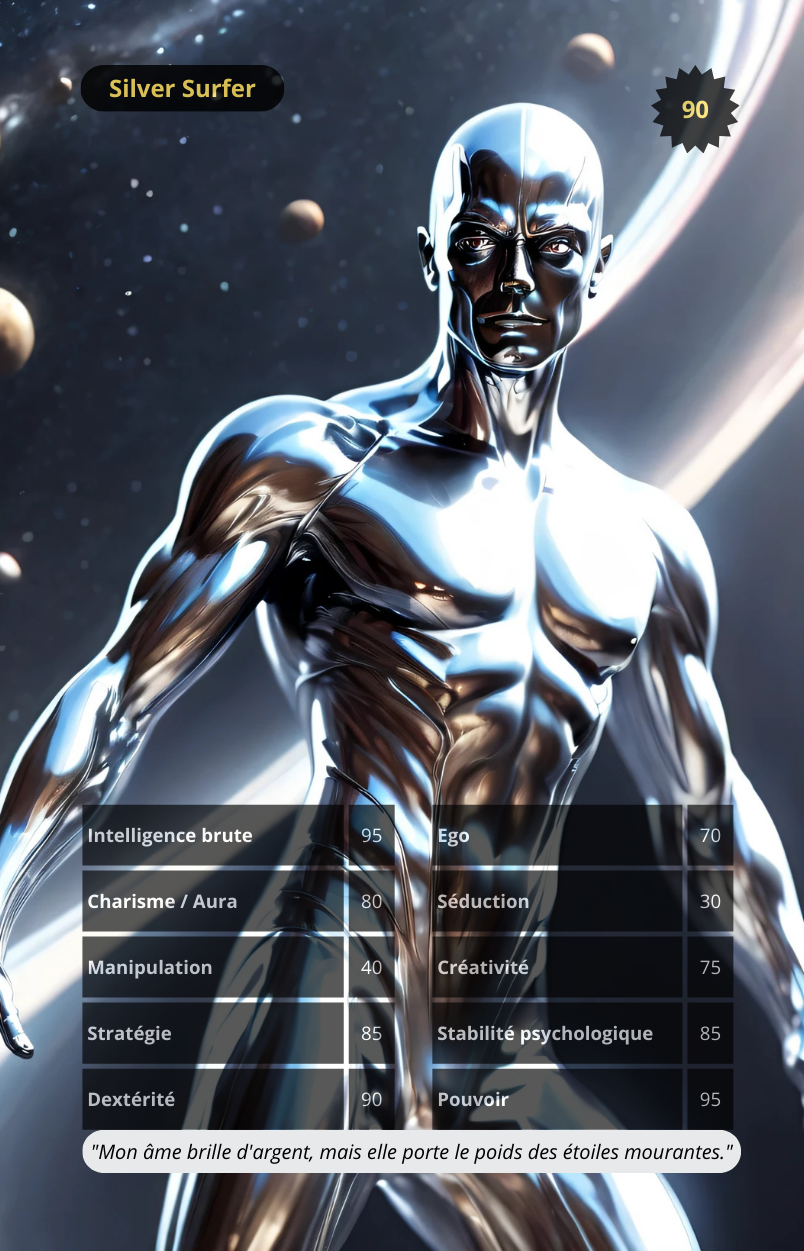 Silver Surfer
90
Intelligence brute 95
Ego 70
Charisme / Aura 80
Séduction 30
Manipulation 40
Créativité 75
Stratégie 85
Stabilité psychologique 85
Dextérité 90
Pouvoir 95
"Mon âme brille d'argent, mais elle porte le poids des étoiles mourantes."